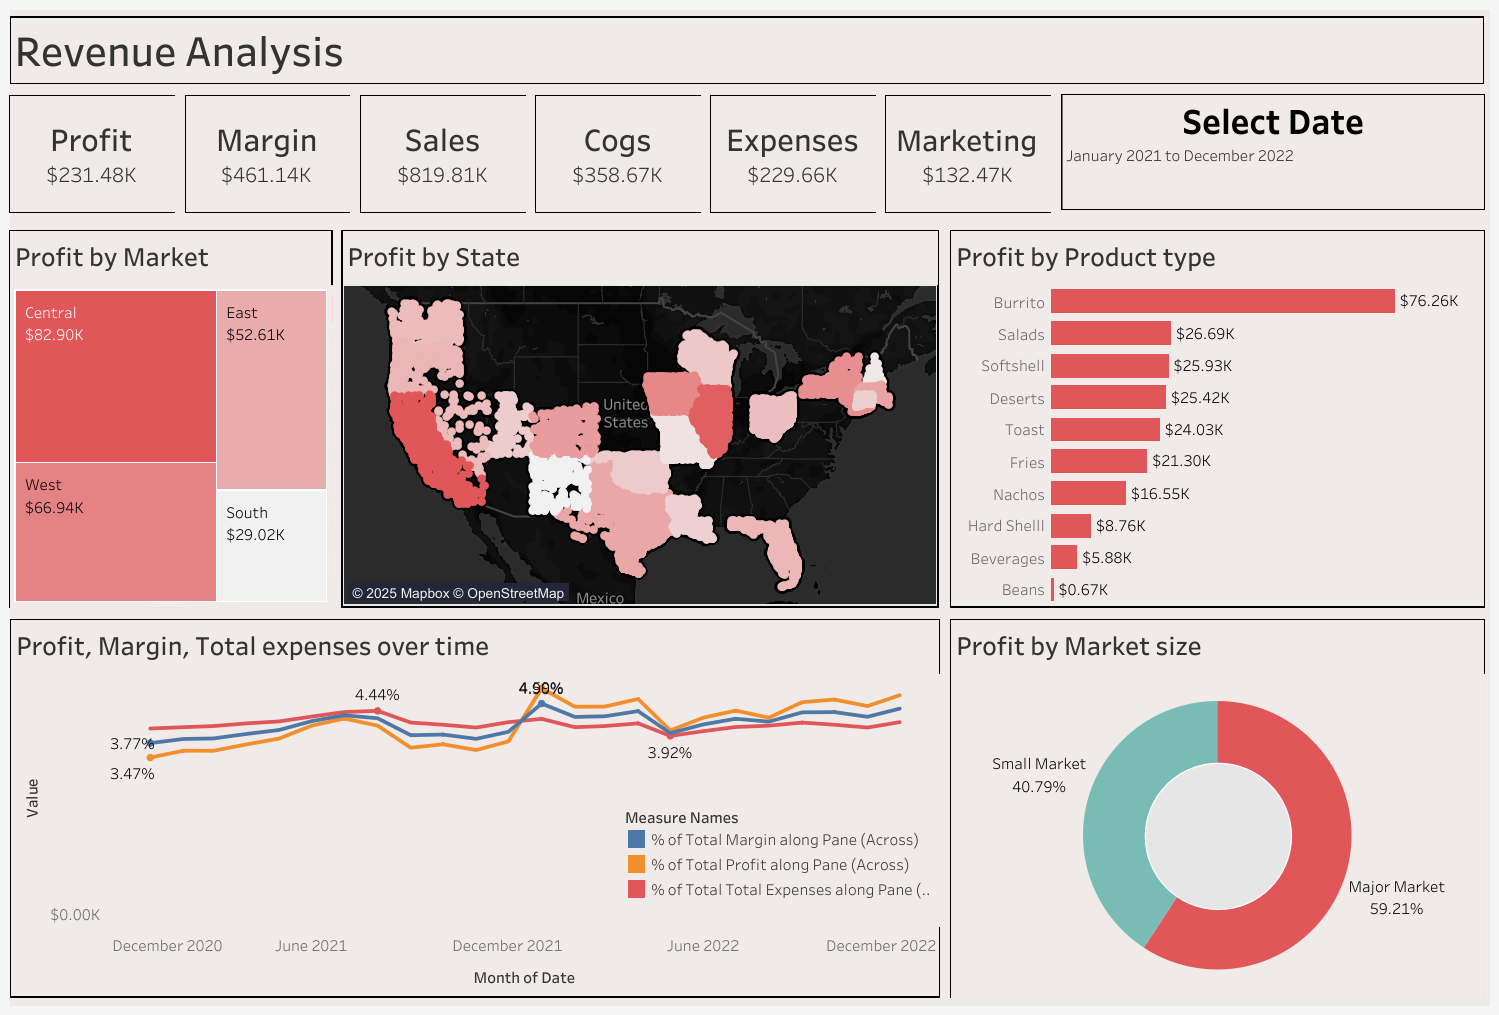 Revenue Analysis
Profit
$231.48K
Margin
$461.14K
Sales
$819.81K
Cogs
$358.67K
Expenses
$229.66K
Marketing
$132.47K
Select Date
January 2021 to December 2022
Profit by Market
Central
$82.90K
East
$52.61K
West
$66.94K
South
$29.02K
Profit by State
United
States
Mexico
© 2025 Mapbox © OpenStreetMap
Profit by Product type
Burrito $76.26K
Salads $26.69K
Softshell $25.93K
Deserts $25.42K
Toast $24.03K
Fries $21.30K
Nachos $16.55K
Hard Shelll $8.76K
Beverages $5.88K
Beans $0.67K
Profit, Margin, Total expenses over time
4.44%
3.77%
3.47%
3.92%
Value
Measure Names
% of Total Margin along Pane (Across)
% of Total Profit along Pane (Across)
% of Total Total Expenses along Pane (..
$0.00K
December 2020 June 2021 December 2021 June 2022 December 2022
Month of Date
Profit by Market size
Small Market
40.79%
Major Market
59.21%